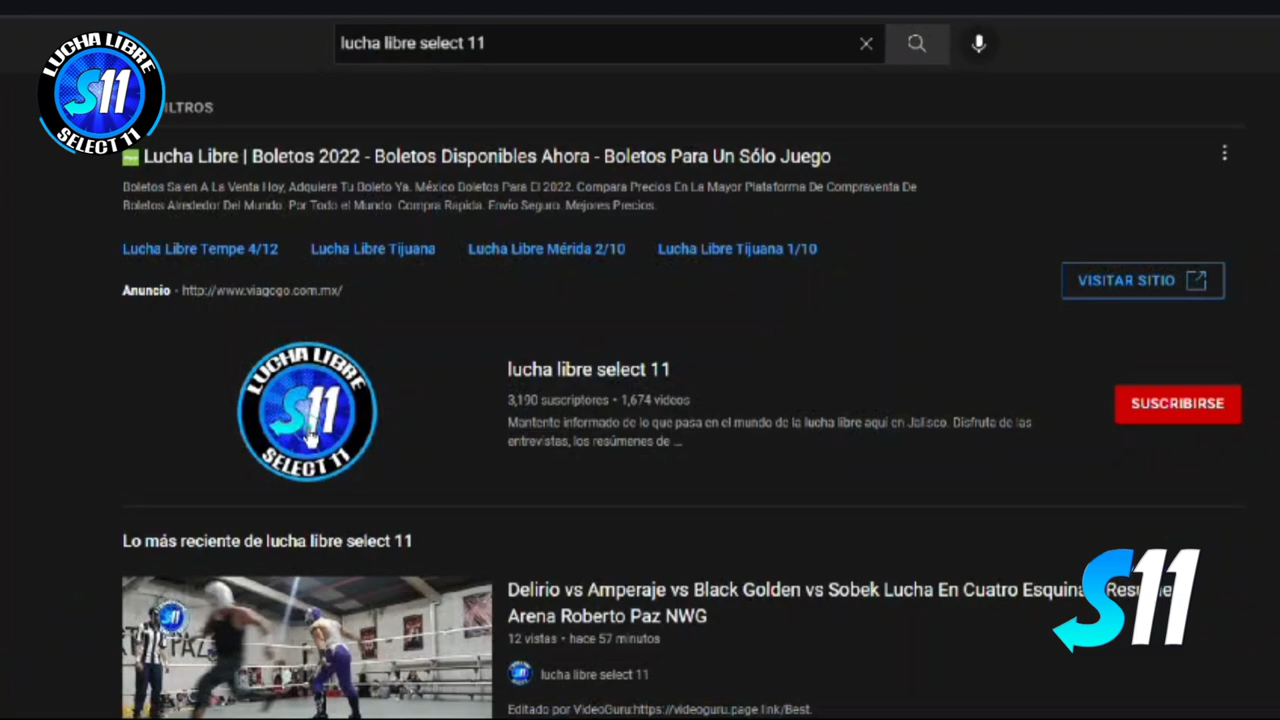 lucha libre select 11
LUCHA LIBRE
S11
SELECT 11
ILTROS
Lucha Libre | Boletos 2022 - Boletos Disponibles Ahora - Boletos Para Un Sólo Juego
Boletos Sa en A La Venta Hoy, Adquiere Tu Boleto Ya. México Boletos Para El 2022. Compara Precios En La Mayor Plataforma De Compraventa De
Boletos Alrededor Del Mundo. Por Todo el Mundo. Compra Rapida. Envío Seguro. Mejores Precios.
Lucha Libre Tempe 4/12 Lucha Libre Tijuana Lucha Libre Mérida 2/10 Lucha Libre Tijuana 1/10
VISITAR SITIO
Anuncio · http://www.viagogo.com.mx/
LUCHA LIBRE
S11
SELECT 11
lucha libre select 11
3,190 suscriptores • 1,674 videos
SUSCRIBIRSE
Mantente informado de lo que pasa en el mundo de la lucha libre aquí en Jalisco. Disfruta de las
entrevistas, los resúmenes de ...
Lo más reciente de lucha libre select 11
S11
PAZ
Delirio vs Amperaje vs Black Golden vs Sobek Lucha En Cuatro Esquina
Arena Roberto Paz NWG
12 vistas • hace 57 minutos
lucha libre select 11
Editado por VideoGuru:https://videoguru.page.link/Best.
S11